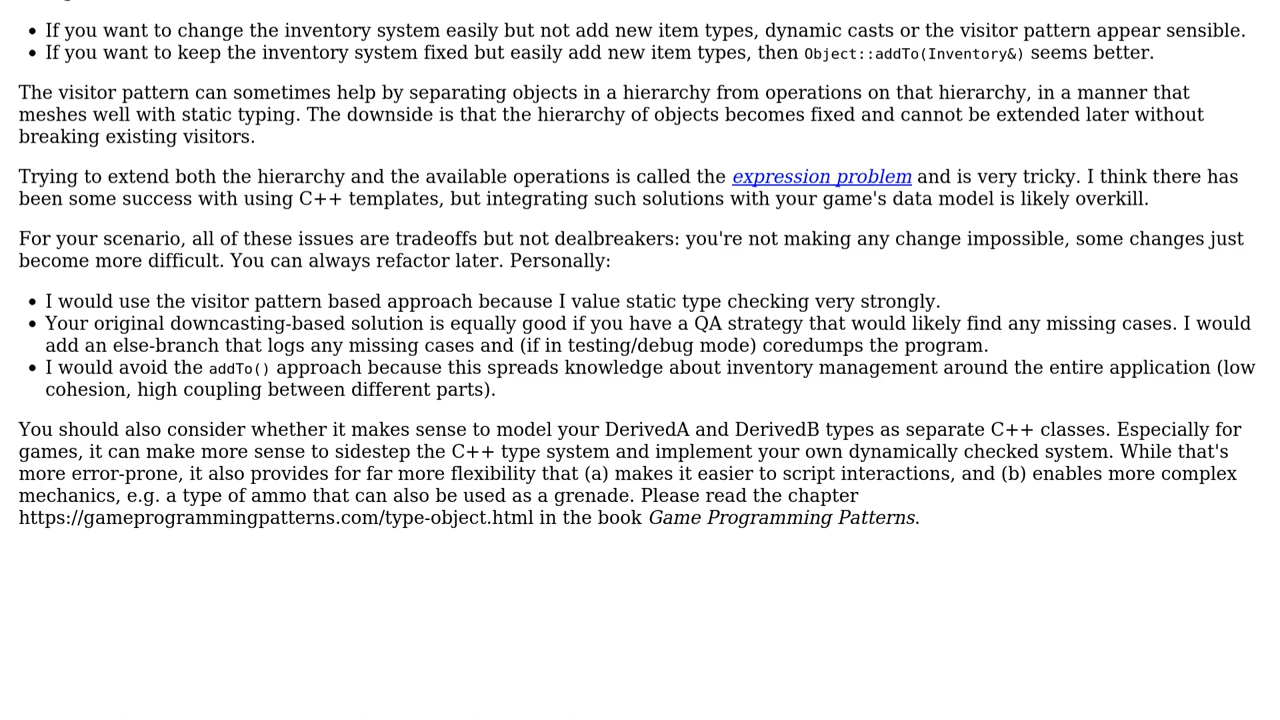 • If you want to change the inventory system easily but not add new item types, dynamic casts or the visitor pattern appear sensible.
• If you want to keep the inventory system fixed but easily add new item types, then Object::addTo(Inventory&) seems better.
The visitor pattern can sometimes help by separating objects in a hierarchy from operations on that hierarchy, in a manner that
meshes well with static typing. The downside is that the hierarchy of objects becomes fixed and cannot be extended later without
breaking existing visitors.
Trying to extend both the hierarchy and the available operations is called the expression problem and is very tricky. I think there has
been some success with using C++ templates, but integrating such solutions with your game's data model is likely overkill.
For your scenario, all of these issues are tradeoffs but not dealbreakers: you're not making any change impossible, some changes just
become more difficult. You can always refactor later. Personally:
• I would use the visitor pattern based approach because I value static type checking very strongly.
• Your original downcasting-based solution is equally good if you have a QA strategy that would likely find any missing cases. I would
add an else-branch that logs any missing cases and (if in testing/debug mode) coredumps the program.
• I would avoid the addTo() approach because this spreads knowledge about inventory management around the entire application (low
cohesion, high coupling between different parts).
You should also consider whether it makes sense to model your DerivedA and DerivedB types as separate C++ classes. Especially for
games, it can make more sense to sidestep the C++ type system and implement your own dynamically checked system. While that's
more error-prone, it also provides for far more flexibility that (a) makes it easier to script interactions, and (b) enables more complex
mechanics, e.g. a type of ammo that can also be used as a grenade. Please read the chapter
https://gameprogrammingpatterns.com/type-object.html in the book Game Programming Patterns.